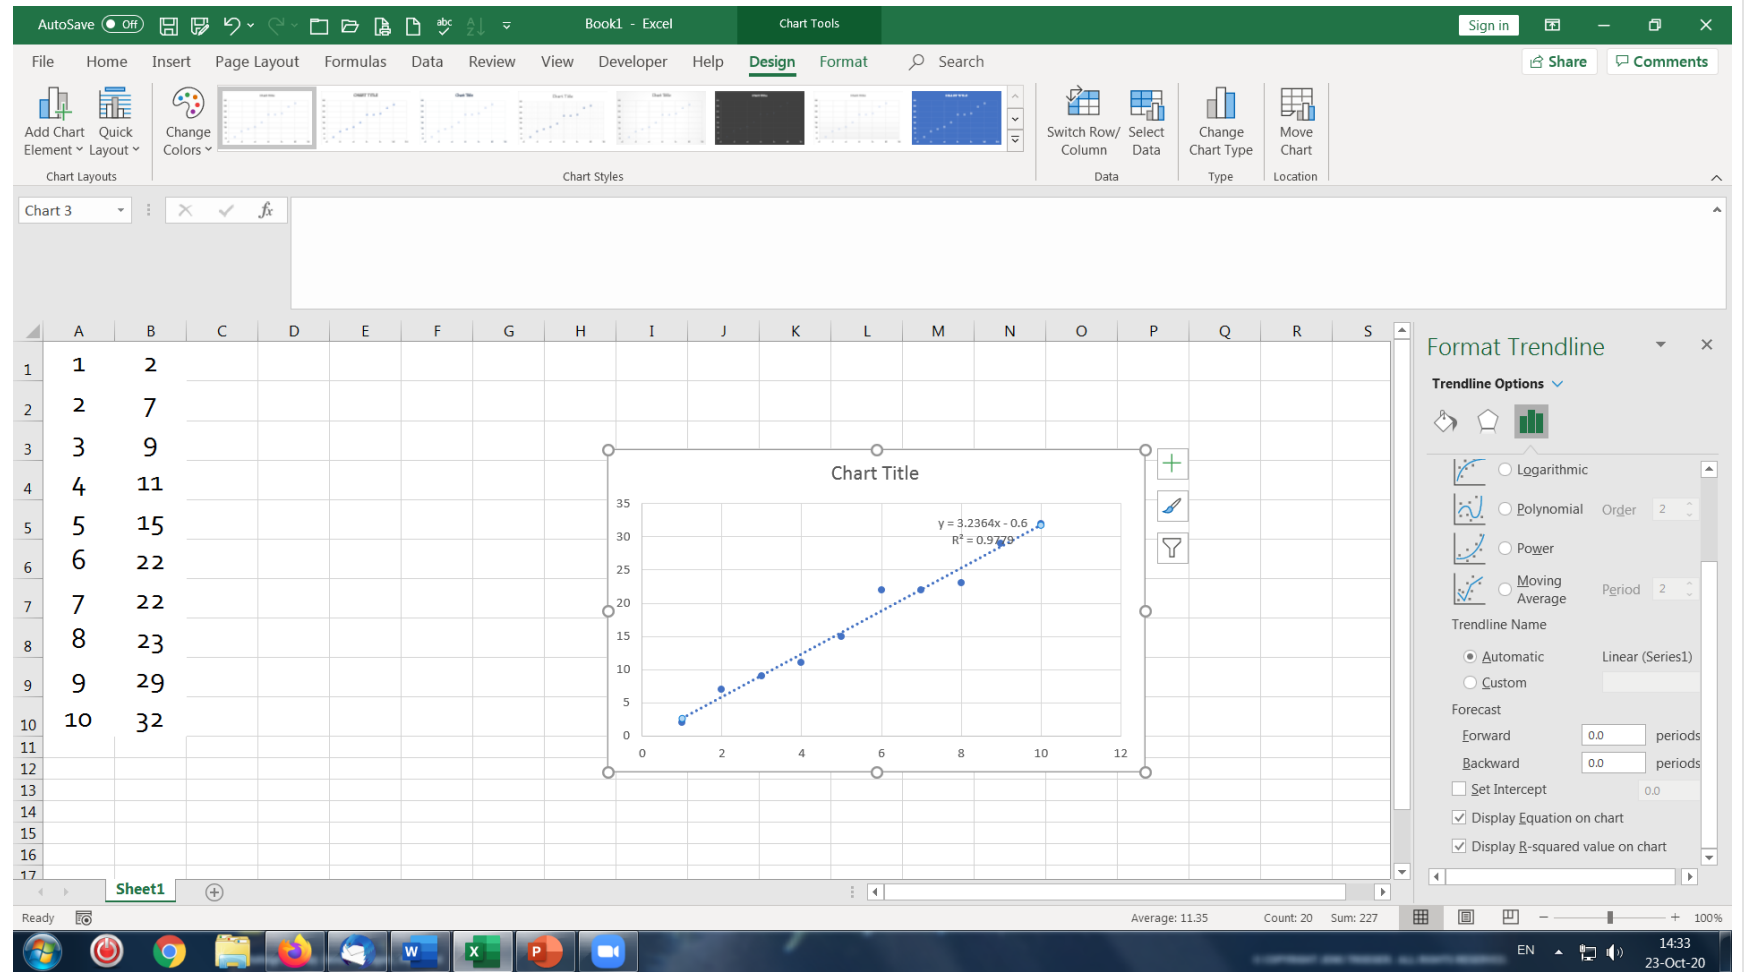 AutoSave Off Book1 - Excel Chart Tools Sign in
File Home Insert Page Layout Formulas Data Review View Developer Help Design Format Search Share Comments
Add Chart Element Quick Layout Change Colors Switch Row/ Column Select Data Change Chart Type Move Chart
Chart Layouts Chart Styles Data Type Location
Chart 3 fx
A B C D E F G H I J K L M N O P Q R S
1 1 2
2 2 7
3 3 9
4 4 11
5 5 15
6 6 22
7 7 22
8 8 23
9 9 29
10 10 32
11
12
13
14
15
16
17
Chart Title
y = 3.2364x - 0.6
R² = 0.9779
35
30
25
20
15
10
5
0
0 2 4 6 8 10 12
Format Trendline
Trendline Options
Logarithmic
Polynomial Order 2
Power
Moving Average Period 2
Trendline Name
Automatic Linear (Series1)
Custom
Forecast
Forward 0.0 periods
Backward 0.0 periods
Set Intercept 0.0
Display Equation on chart
Display R-squared value on chart
Sheet1
Ready Average: 11.35 Count: 20 Sum: 227 100%
EN 14:33
23-Oct-20